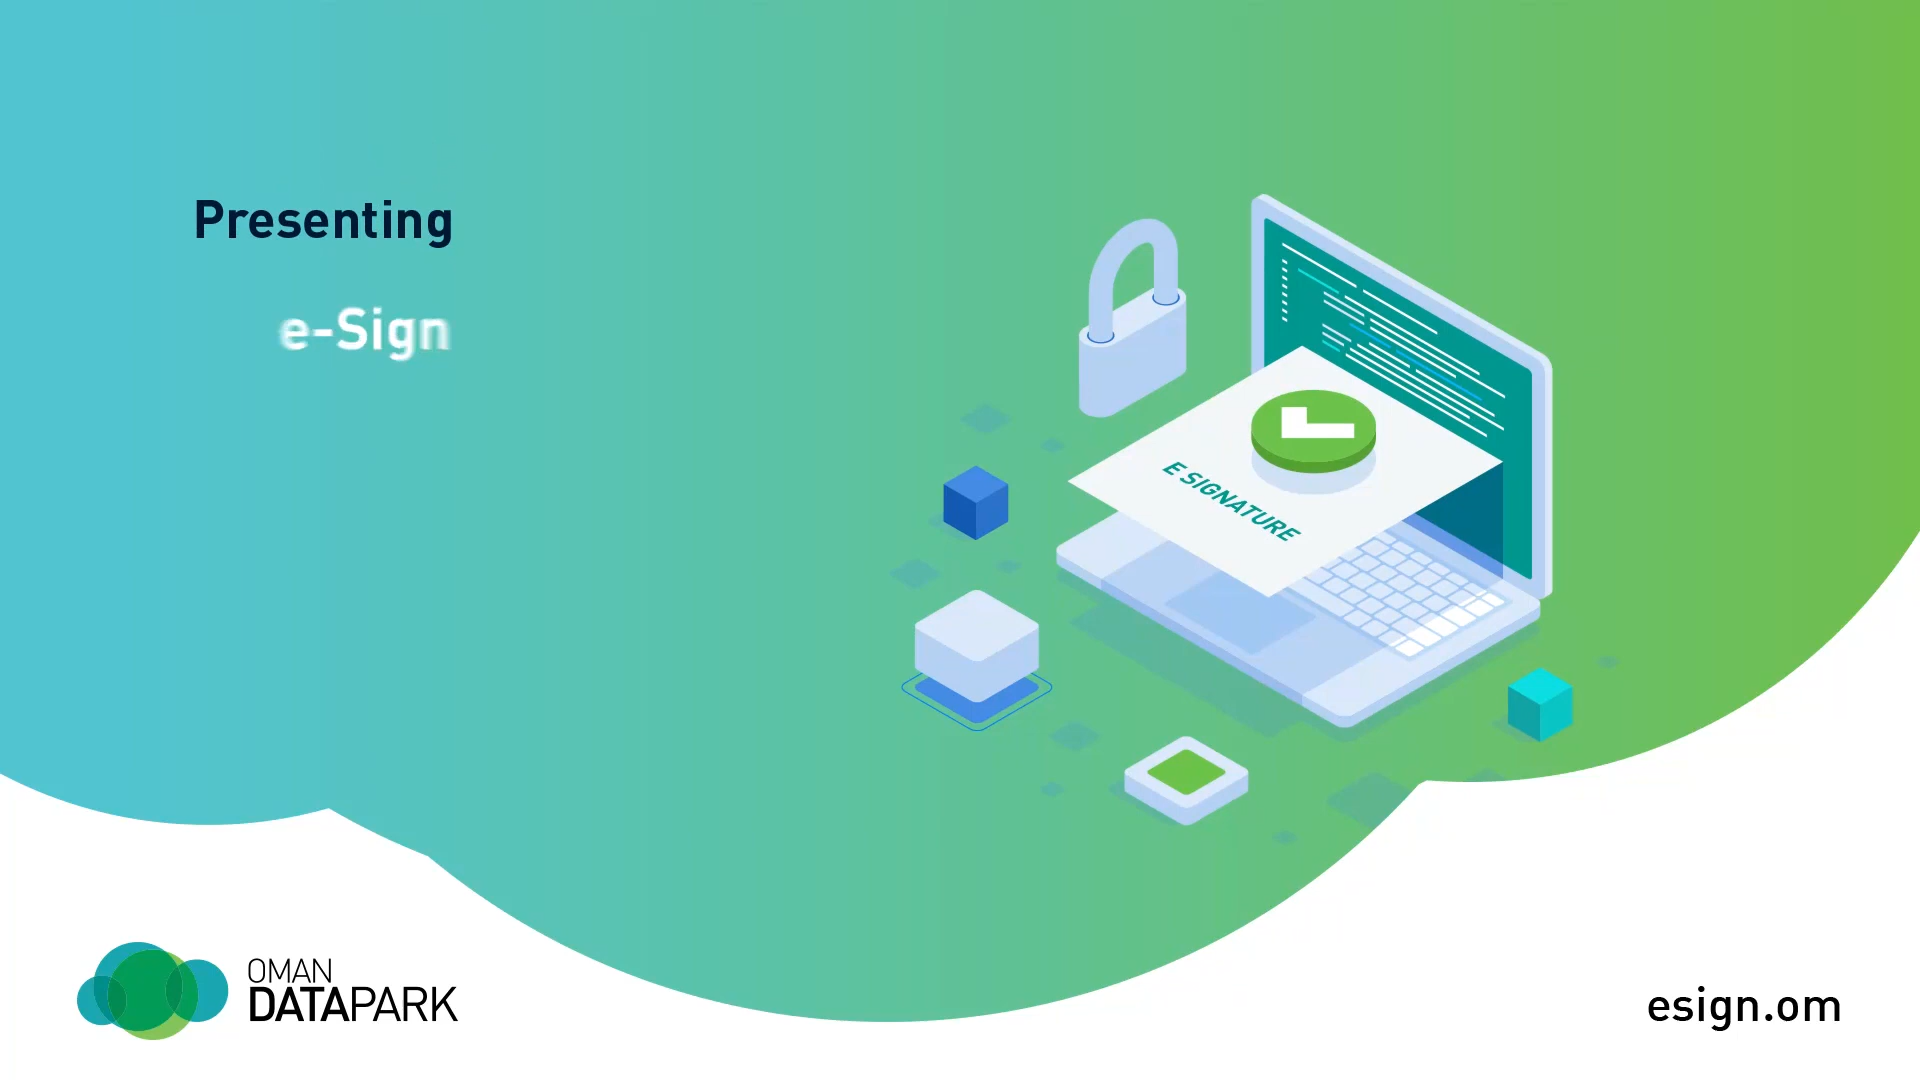 Presenting
e-Sign
E SIGNATURE
OMAN
DATAPARK
esign.om